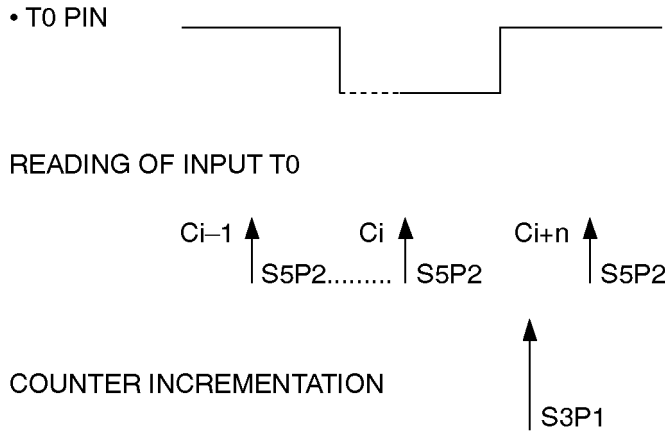 • T0 PIN
READING OF INPUT T0
Ci–1 Ci Ci+n
S5P2......... S5P2 S5P2
COUNTER INCREMENTATION
S3P1